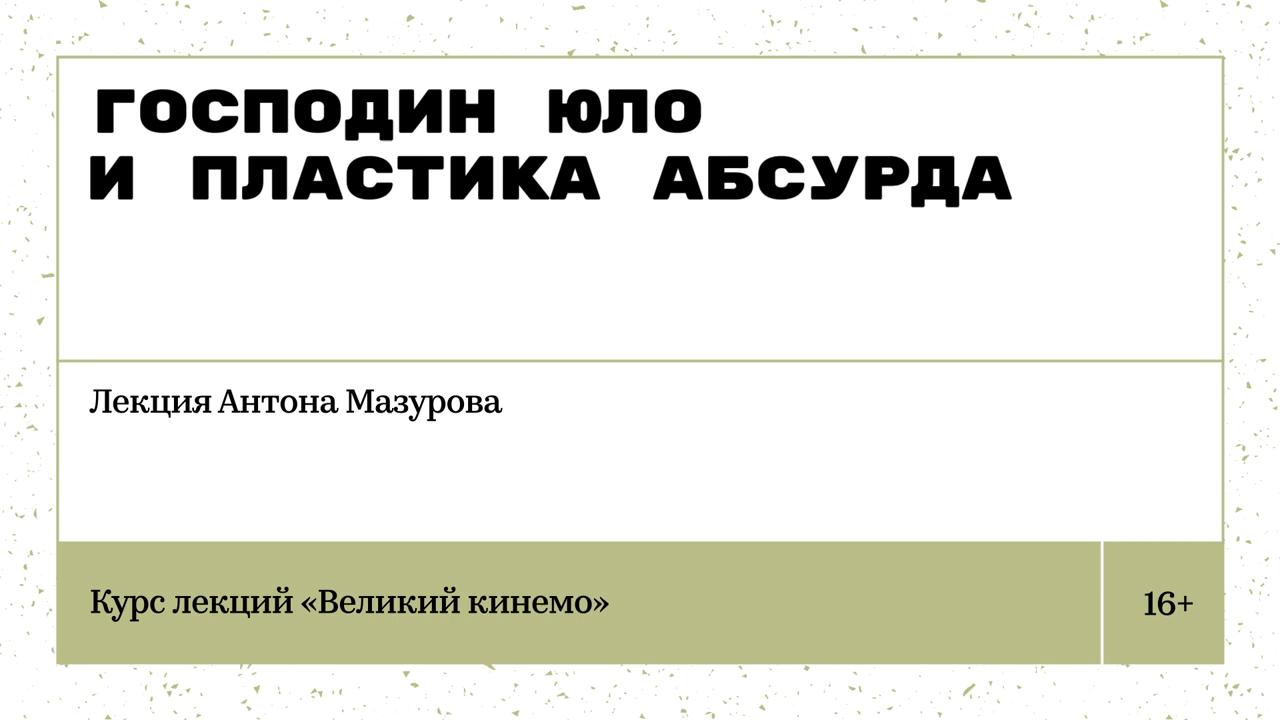 ГОСПОДИН ЮЛО
И ПЛАСТИКА АБСУРДА
Лекция Антона Мазурова
Курс лекций «Великий кинемо»
16+